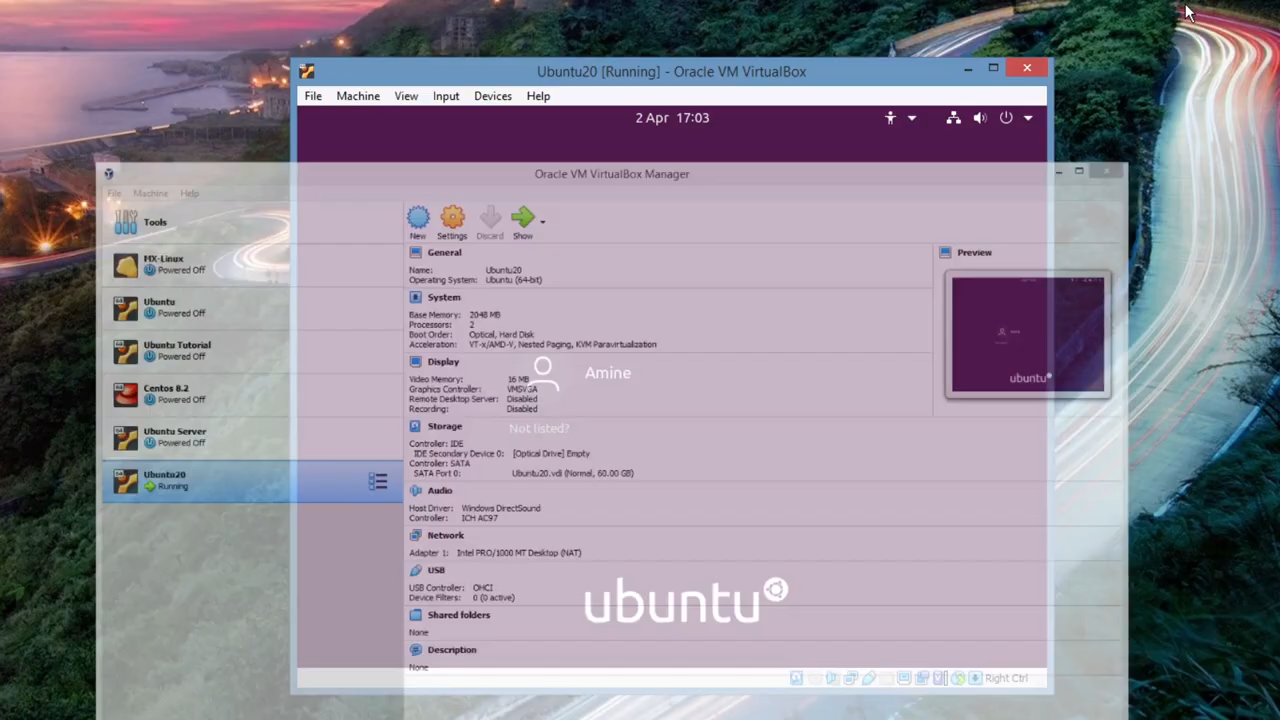 Ubuntu20 [Running] - Oracle VM VirtualBox
File Machine View Input Devices Help
2 Apr 17:03
Oracle VM VirtualBox Manager
File Machine Help
Tools
New Settings Discard Show
MX-Linux
Powered Off
Ubuntu
Powered Off
Ubuntu Tutorial
Powered Off
Centos 8.2
Powered Off
Ubuntu Server
Powered Off
Ubuntu20
Running
General
Name: Ubuntu20
Operating System: Ubuntu (64-bit)
System
Base Memory: 2048 MB
Processors: 2
Boot Order: Optical, Hard Disk
Acceleration: VT-x/AMD-V, Nested Paging, KVM Paravirtualization
Display
Video Memory: 16 MB
Graphics Controller: VMSVGA
Remote Desktop Server: Disabled
Recording: Disabled
Amine
Not listed?
Storage
Controller: IDE
IDE Secondary Device 0: [Optical Drive] Empty
Controller: SATA
SATA Port 0: Ubuntu20.vdi (Normal, 60.00 GB)
Audio
Host Driver: Windows DirectSound
Controller: ICH AC97
Network
Adapter 1: Intel PRO/1000 MT Desktop (NAT)
USB
USB Controller: OHCI
Device Filters: 0 (0 active)
ubuntu
Shared folders
None
Description
None
Preview
ubuntu
Right Ctrl